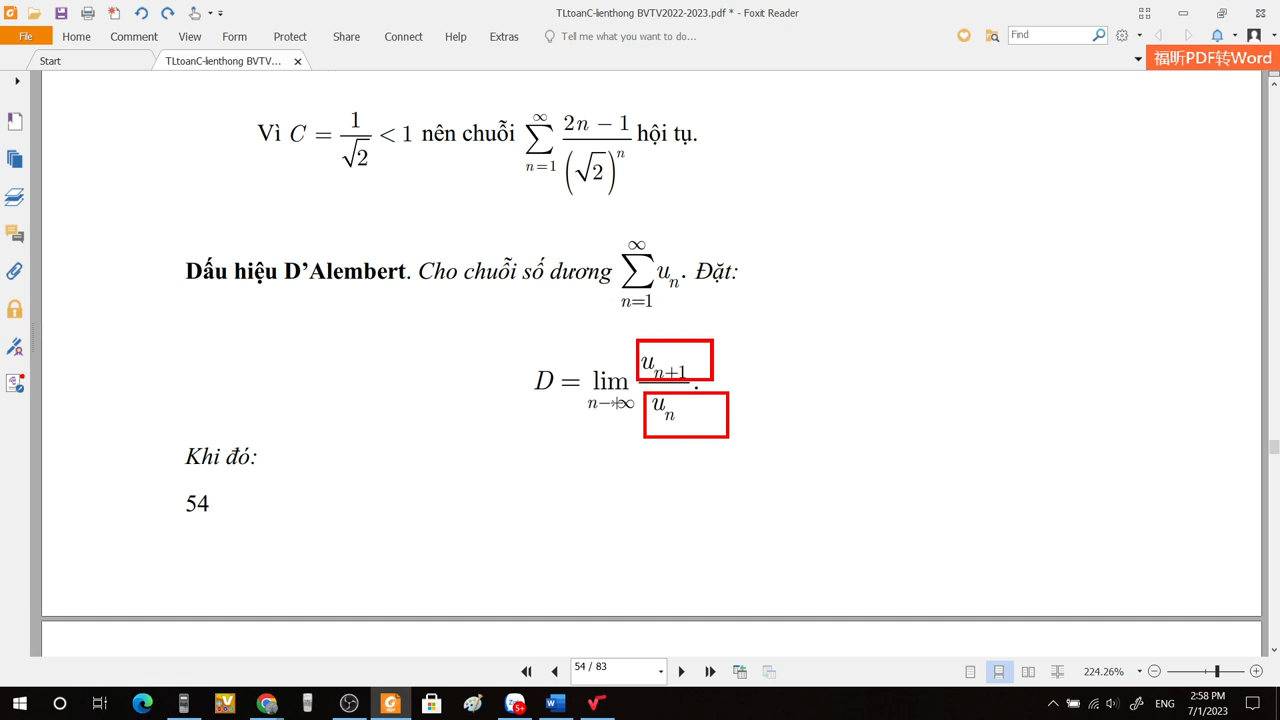 TLtoanC-lienthong BVTV2022-2023.pdf * - Foxit Reader
File Home Comment View Form Protect Share Connect Help Extras Tell me what you want to do... Find
Start TLtoanC-lienthong BVTV... 福昕PDF转Word
Vì C = 1/√2 < 1 nên chuỗi ∑_{n=1}^{∞} (2n − 1)/(√2)^n hội tụ.
Dấu hiệu D’Alembert. Cho chuỗi số dương ∑_{n=1}^{∞} u_n. Đặt:
D = lim_{n→∞} u_{n+1}/u_n.
Khi đó:
54
54 / 83 224.26%
5+ ENG 2:58 PM
7/1/2023